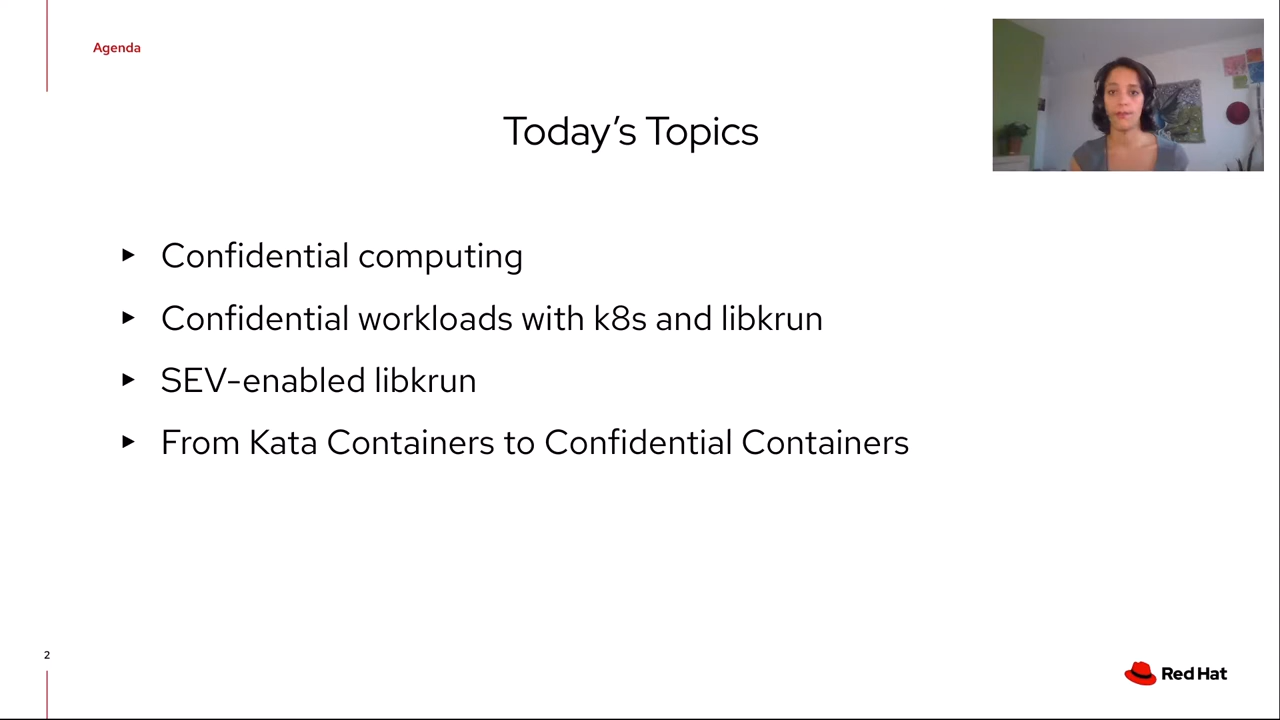 Agenda
Today's Topics
Confidential computing
Confidential workloads with k8s and libkrun
SEV-enabled libkrun
From Kata Containers to Confidential Containers
2
Red Hat